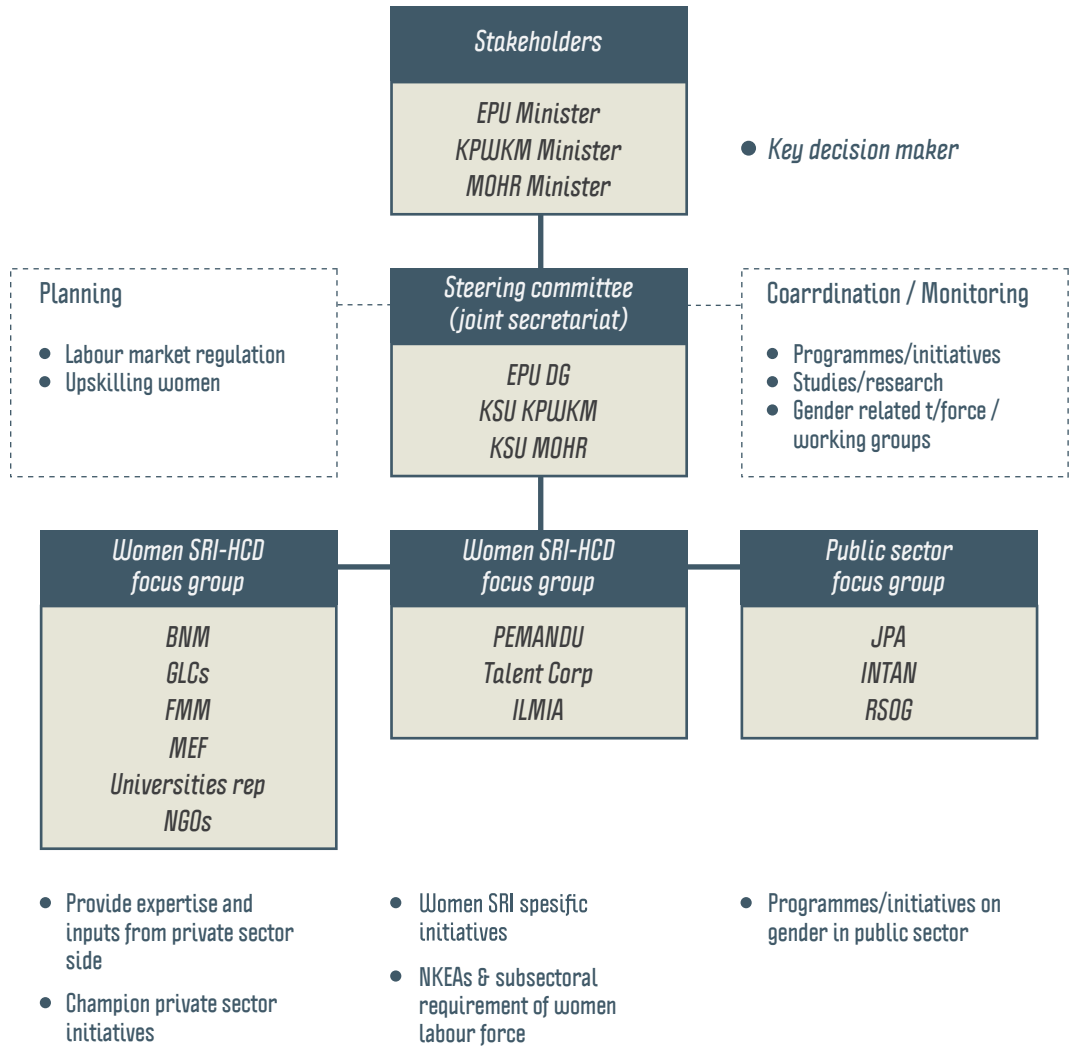 Stakeholders
EPU Minister
KPWKM Minister
MOHR Minister
• Key decision maker
Planning
• Labour market regulation
• Upskilling women
Steering committee
(joint secretariat)
EPU DG
KSU KPWKM
KSU MOHR
Coarrdination / Monitoring
• Programmes/initiatives
• Studies/research
• Gender related t/force /
working groups
Women SRI-HCD
focus group
BNM
GLCs
FMM
MEF
Universities rep
NGOs
Women SRI-HCD
focus group
PEMANDU
Talent Corp
ILMIA
Public sector
focus group
JPA
INTAN
RSOG
• Provide expertise and
inputs from private sector
side
• Champion private sector
initiatives
• Women SRI spesific
initiatives
• NKEAs & subsectoral
requirement of women
labour force
• Programmes/initiatives on
gender in public sector